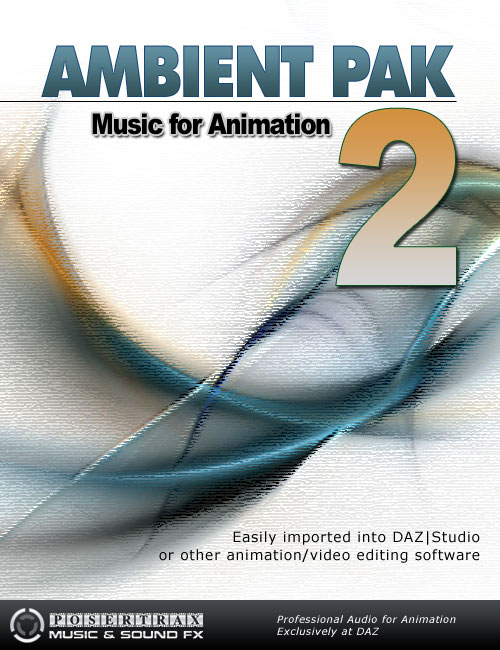 AMBIENT PAK
Music for Animation
2
Easily imported into DAZ|Studio
or other animation/video editing software
POSERTRAX
MUSIC & SOUND FX
Professional Audio for Animation
Exclusively at DAZ